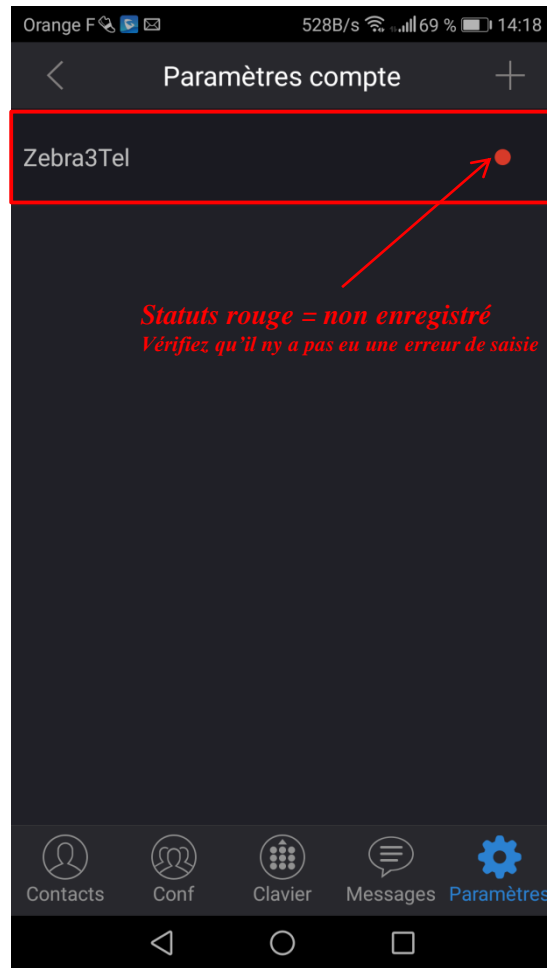 Orange F 528B/s 69 % 14:18
Paramètres compte
Zebra3Tel
Statuts rouge = non enregistré
Vérifiez qu'il ny a pas eu une erreur de saisie
Contacts Conf Clavier Messages Paramètres